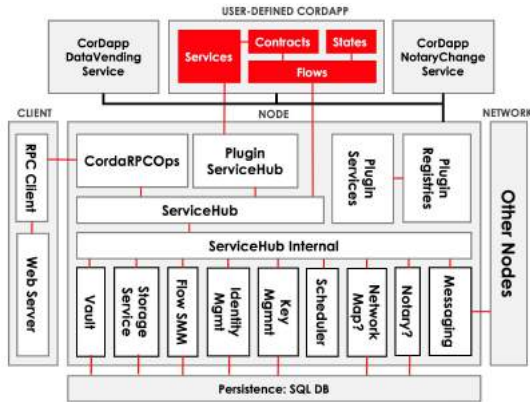 USER-DEFINED CORDAPP
CorDapp
DataVending
Service
Services
Contracts
States
Flows
CorDapp
NotaryChange
Service
CLIENT
NODE
NETWORK
RPC Client
Web Server
CordaRPCOps
Plugin
ServiceHub
Plugin
Services
Plugin
Registries
Other Nodes
ServiceHub
ServiceHub Internal
Vault
Storage
Service
Flow SMM
Identity
Mgmt
Key
Mgmnt
Scheduler
Network
Map?
Notary?
Messaging
Persistence: SQL DB